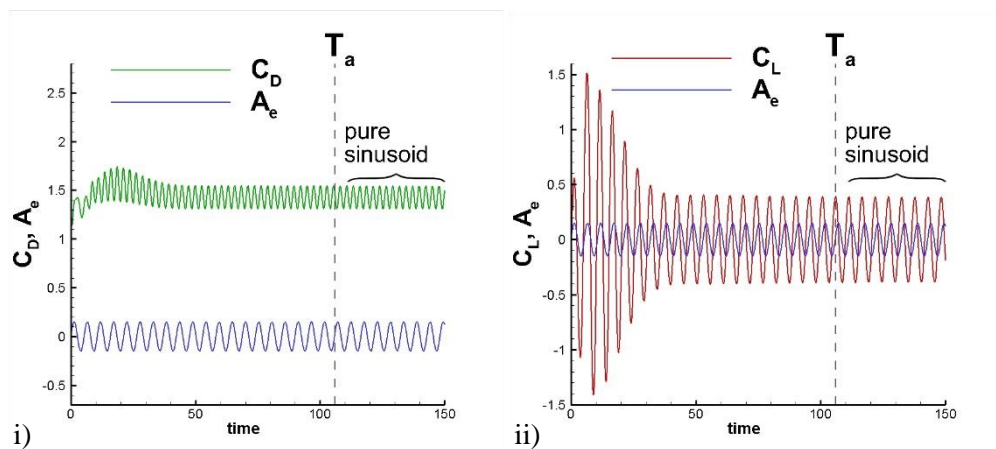 T_a
C_D
A_e
pure
sinusoid
C_D, A_e
2.5
2
1.5
1
0.5
0
-0.5
0
50
100
150
time
i)
T_a
C_L
A_e
pure
sinusoid
C_L, A_e
1.5
1
0.5
0
-0.5
-1
-1.5
0
50
100
150
time
ii)